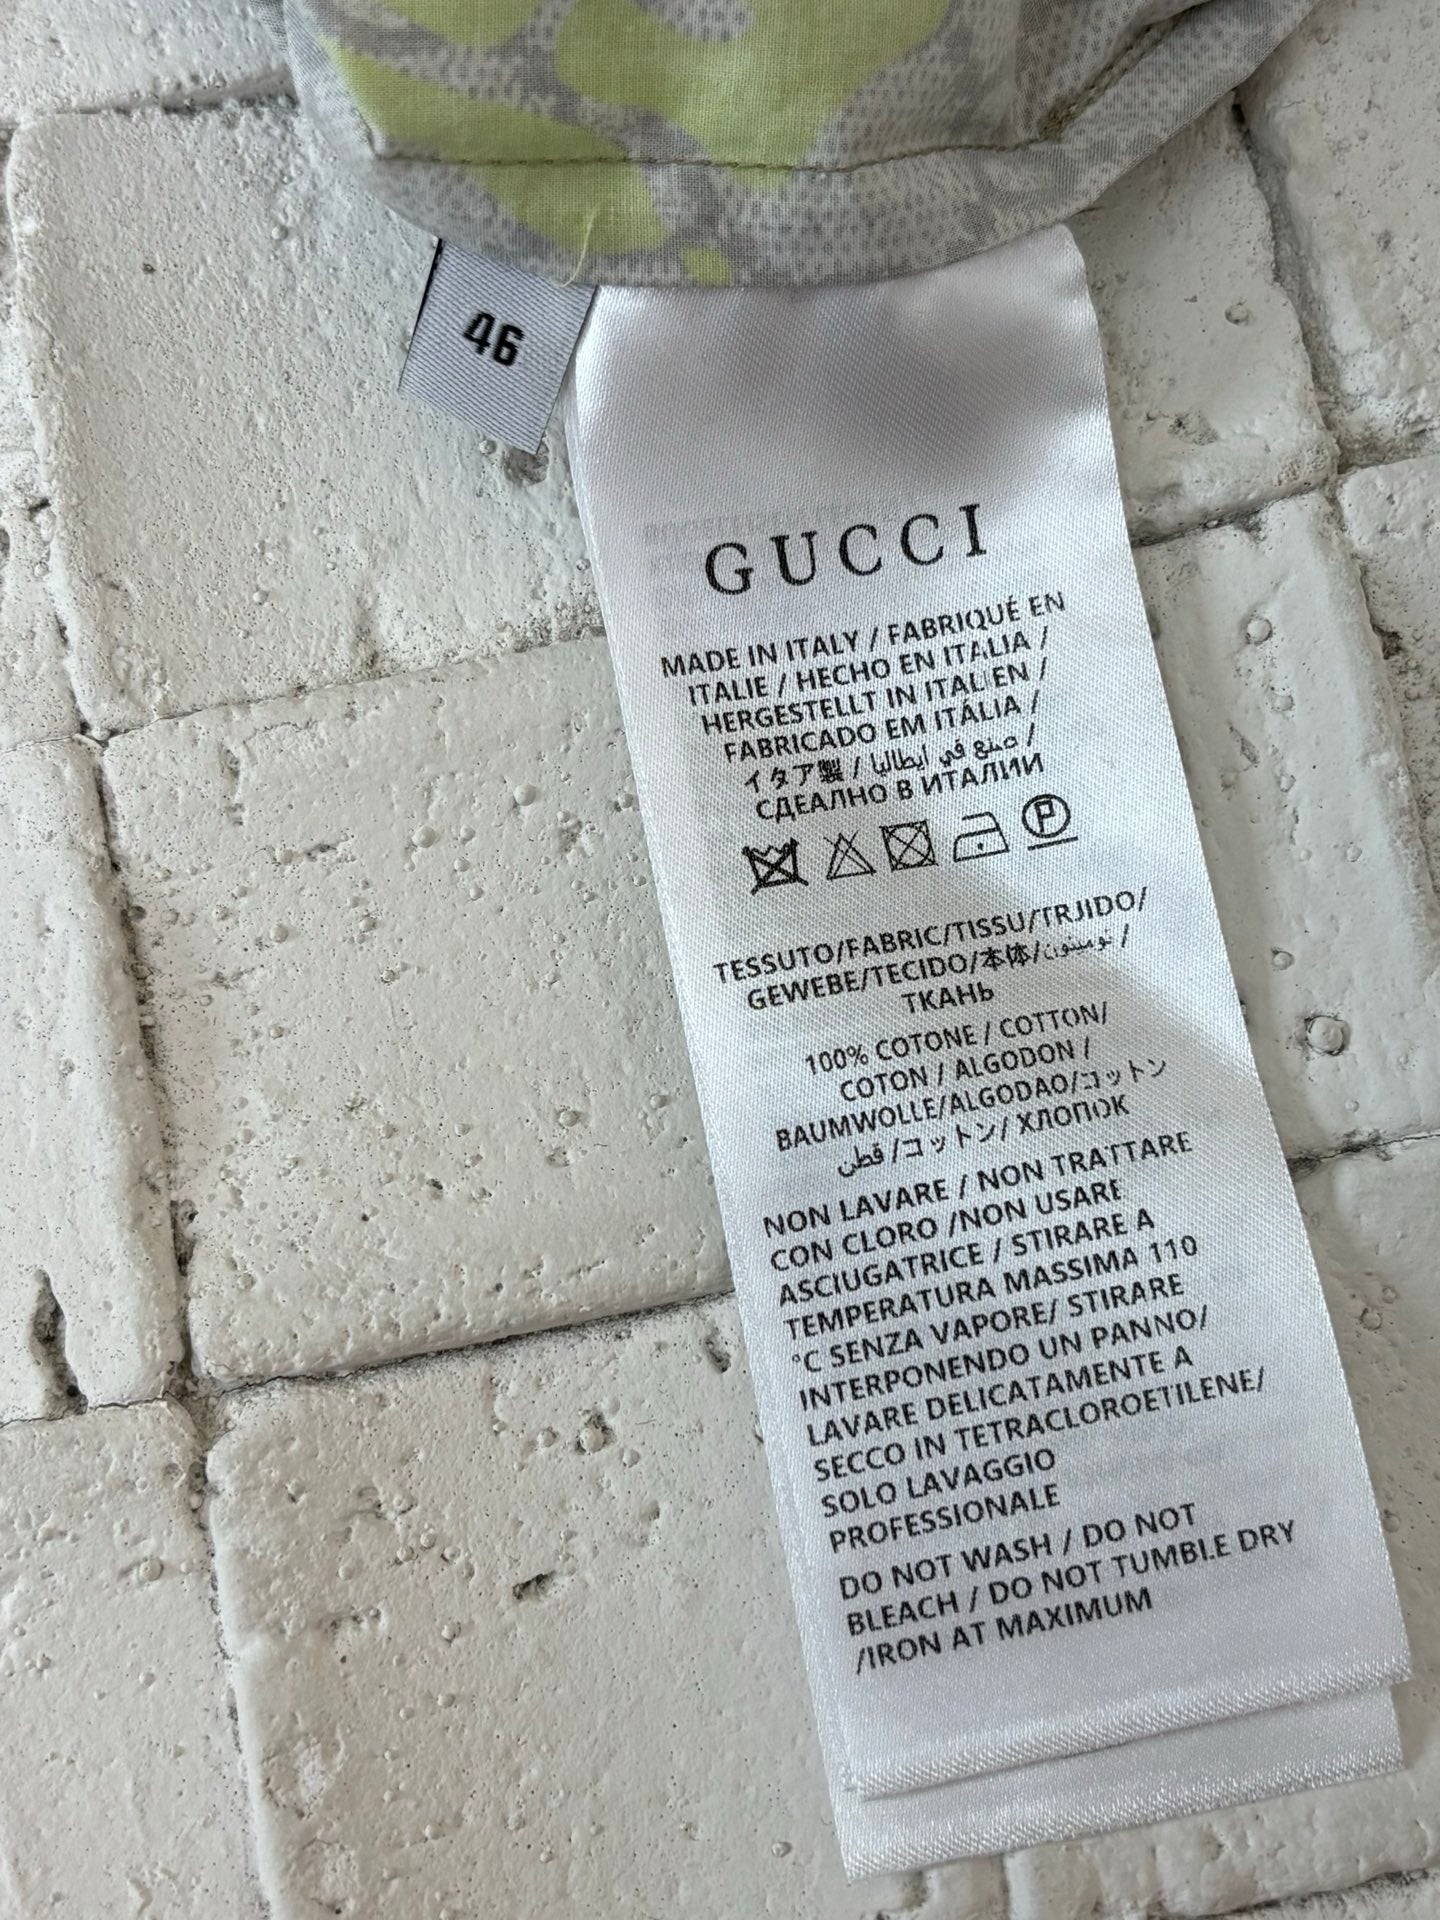 46
GUCCI
MADE IN ITALY / FABRIQUÉ EN
ITALIE / HECHO EN ITALIA /
HERGESTELLT IN ITALIEN /
FABRICADO EM ITÁLIA /
イタア製 / صنع في ايطاليا /
СДЕАЛНО В ИТАЛИИ
P
TESSUTO/FABRIC/TISSU/TRJIDO/
GEWEBE/TECIDO/本体/ /
ТКАНЬ
100% COTONE / COTTON/
COTON / ALGODON /
BAUMWOLLE/ALGODAO/コットン
قطن /コットン/ ХЛОПОК
NON LAVARE / NON TRATTARE
CON CLORO /NON USARE
ASCIUGATRICE / STIRARE A
TEMPERATURA MASSIMA 110
°C SENZA VAPORE/ STIRARE
INTERPONENDO UN PANNO/
LAVARE DELICATAMENTE A
SECCO IN TETRACLOROETILENE/
SOLO LAVAGGIO
PROFESSIONALE
DO NOT WASH / DO NOT
BLEACH / DO NOT TUMBLE DRY
/IRON AT MAXIMUM